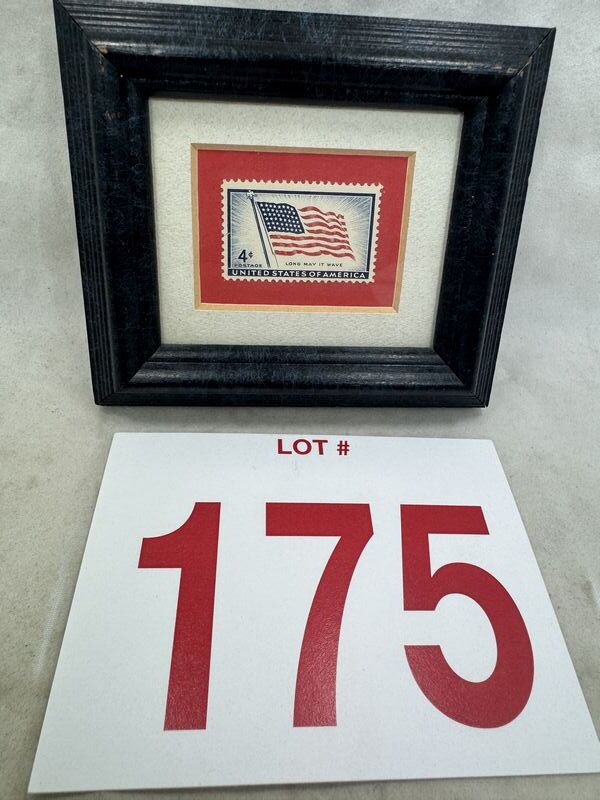 4¢
POSTAGE
LONG MAY IT WAVE
UNITED STATES OF AMERICA
LOT #
175